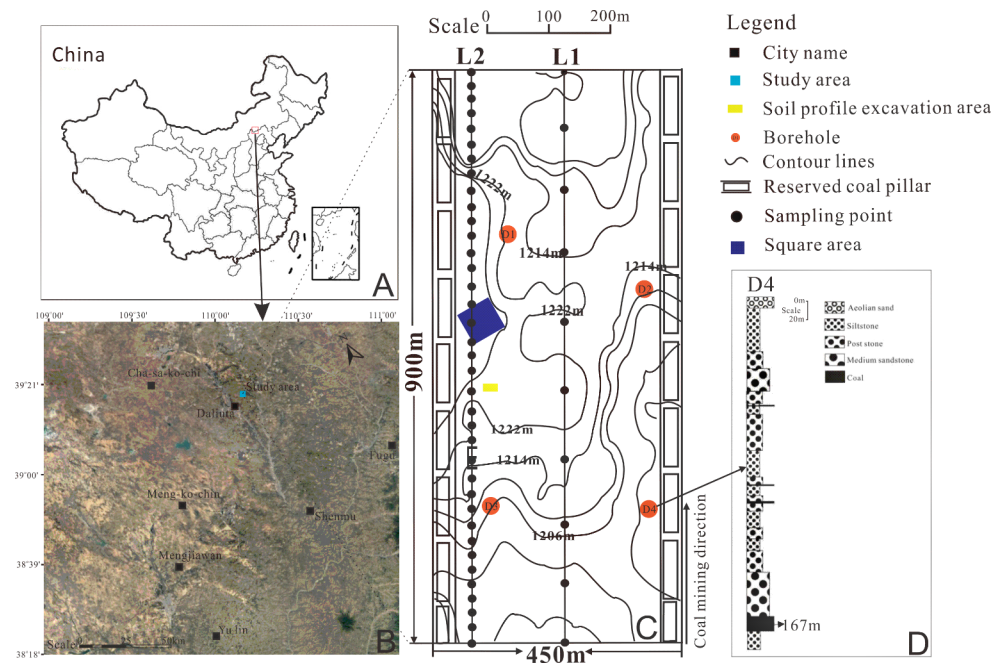 China
A
109°00'
109°30'
110°00'
110°30'
111°00'
39°21'
39°00'
38°39'
38°18'
Cha-sa-ko-chi
Study area
Daliuta
Fugu
Meng-ko-chin
Shenmu
Mengjiawan
Yu lin
Scale
0
25
50km
B
0 100 200m
Scale
L2 L1
1222m
D1
1214m
1214m
D2
1222m
900m
1222m
1214m
D3
D4
1206m
C
450m
Coal mining direction
Legend
City name
Study area
Soil profile excavation area
Borehole
Contour lines
Reserved coal pillar
Sampling point
Square area
D4
0m
Scale
20m
Aeolian sand
Siltstone
Post stone
Medium sandstone
Coal
167m
D